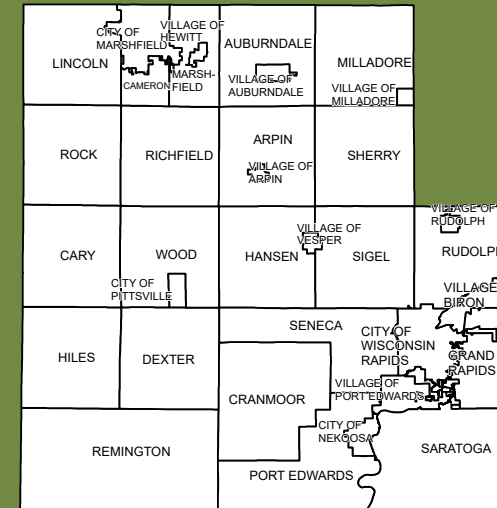 CITY OF
MARSHFIELD
VILLAGE OF
HEWITT
AUBURNDALE
LINCOLN
MILLADORE
CAMERON
MARSH-
FIELD
VILLAGE OF
AUBURNDALE
VILLAGE OF
MILLADORE
ROCK
RICHFIELD
ARPIN
SHERRY
VILLAGE OF
ARPIN
VILLAGE OF
RUDOLPH
CARY
WOOD
HANSEN
VILLAGE OF
VESPER
SIGEL
RUDOLPH
CITY OF
PITTSVILLE
VILLAGE
BIRON
SENECA
CITY OF
WISCONSIN
RAPIDS
HILES
DEXTER
GRAND
RAPIDS
CRANMOOR
VILLAGE OF
PORT EDWARDS
CITY OF
NEKOOSA
REMINGTON
SARATOGA
PORT EDWARDS